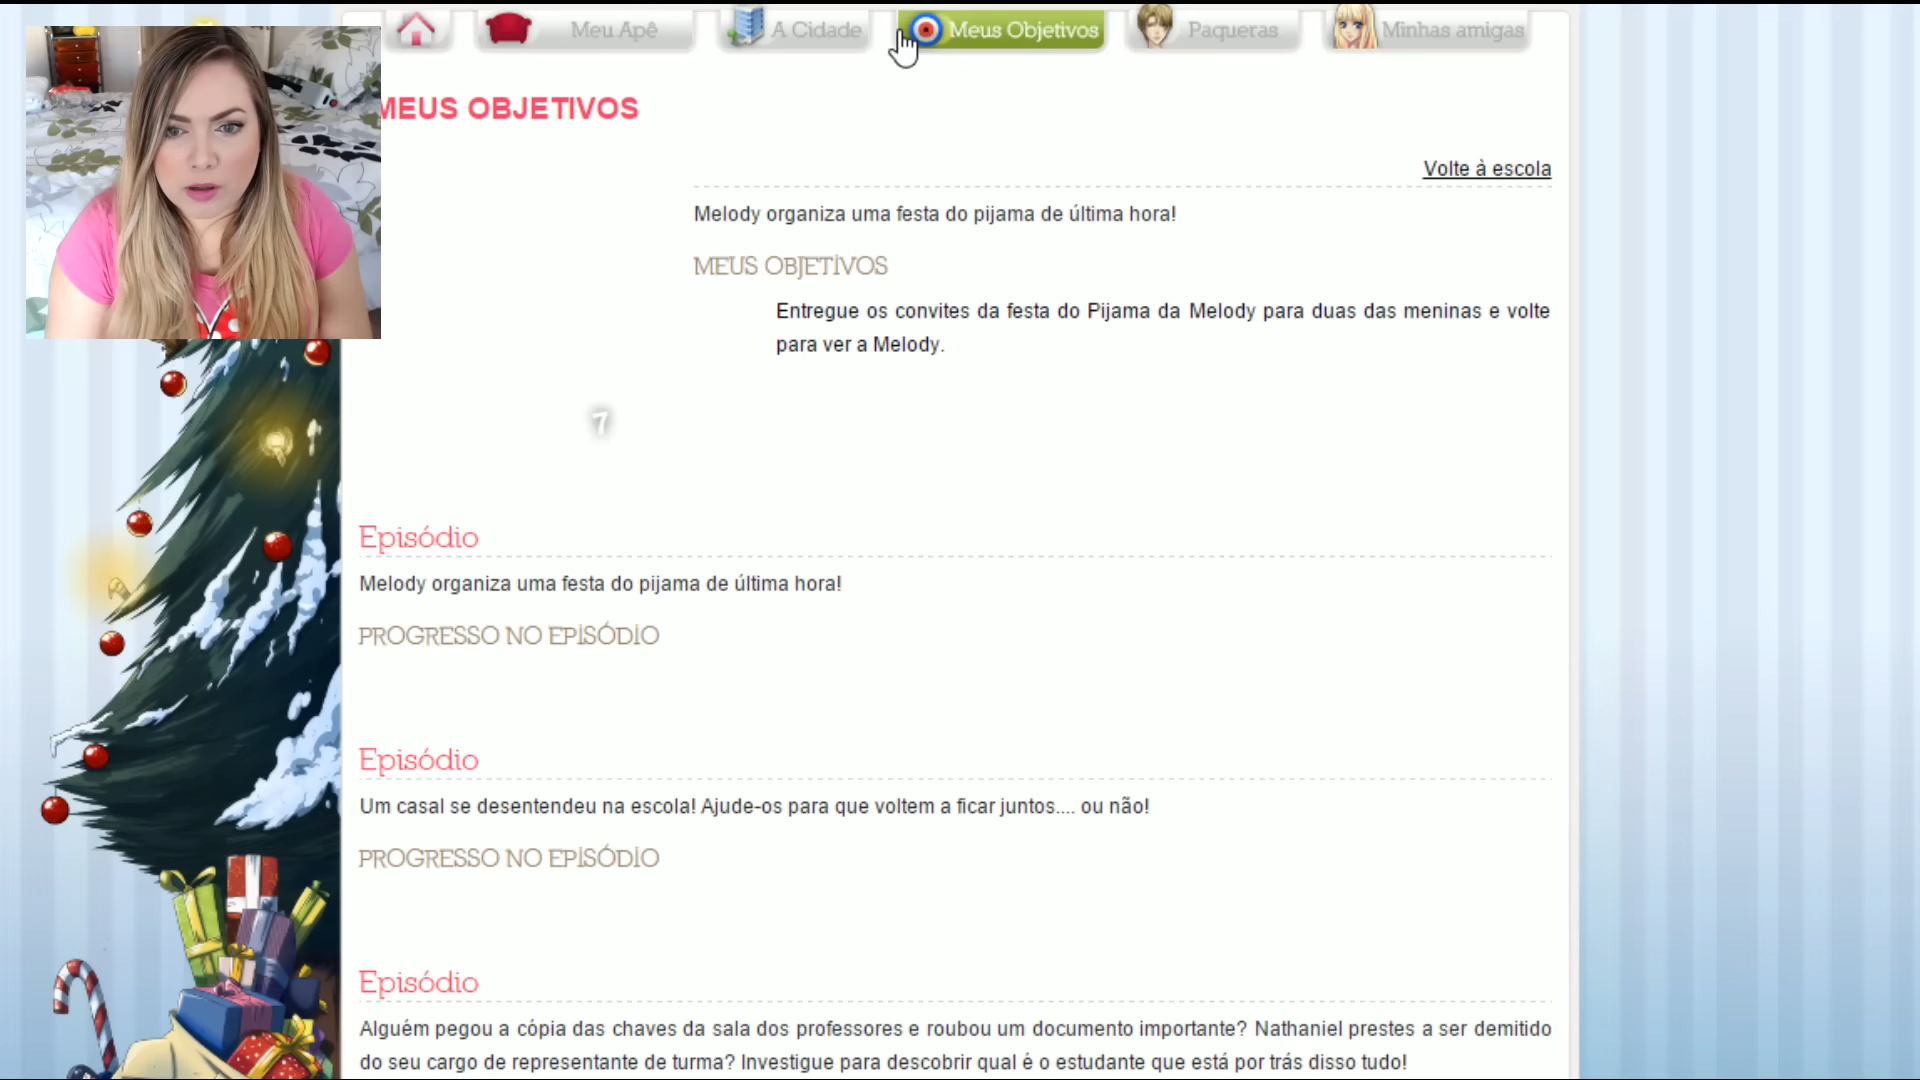 Meu Apê
A Cidade
Meus Objetivos
Paqueras
Minhas amigas
MEUS OBJETIVOS
Volte à escola
Melody organiza uma festa do pijama de última hora!
MEUS OBJETIVOS
Entregue os convites da festa do Pijama da Melody para duas das meninas e volte
para ver a Melody.
7
Episódio
Melody organiza uma festa do pijama de última hora!
PROGRESSO NO EPISÓDIO
Episódio
Um casal se desentendeu na escola! Ajude-os para que voltem a ficar juntos.... ou não!
PROGRESSO NO EPISÓDIO
Episódio
Alguém pegou a cópia das chaves da sala dos professores e roubou um documento importante? Nathaniel prestes a ser demitido
do seu cargo de representante de turma? Investigue para descobrir qual é o estudante que está por trás disso tudo!